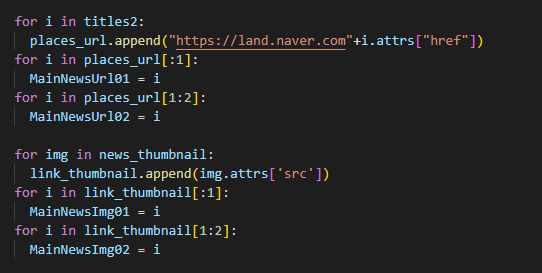 for i in titles2:
  places_url.append("https://land.naver.com"+i.attrs["href"])
for i in places_url[:1]:
  MainNewsUrl01 = i
for i in places_url[1:2]:
  MainNewsUrl02 = i

for img in news_thumbnail:
  link_thumbnail.append(img.attrs['src'])
for i in link_thumbnail[:1]:
  MainNewsImg01 = i
for i in link_thumbnail[1:2]:
  MainNewsImg02 = i